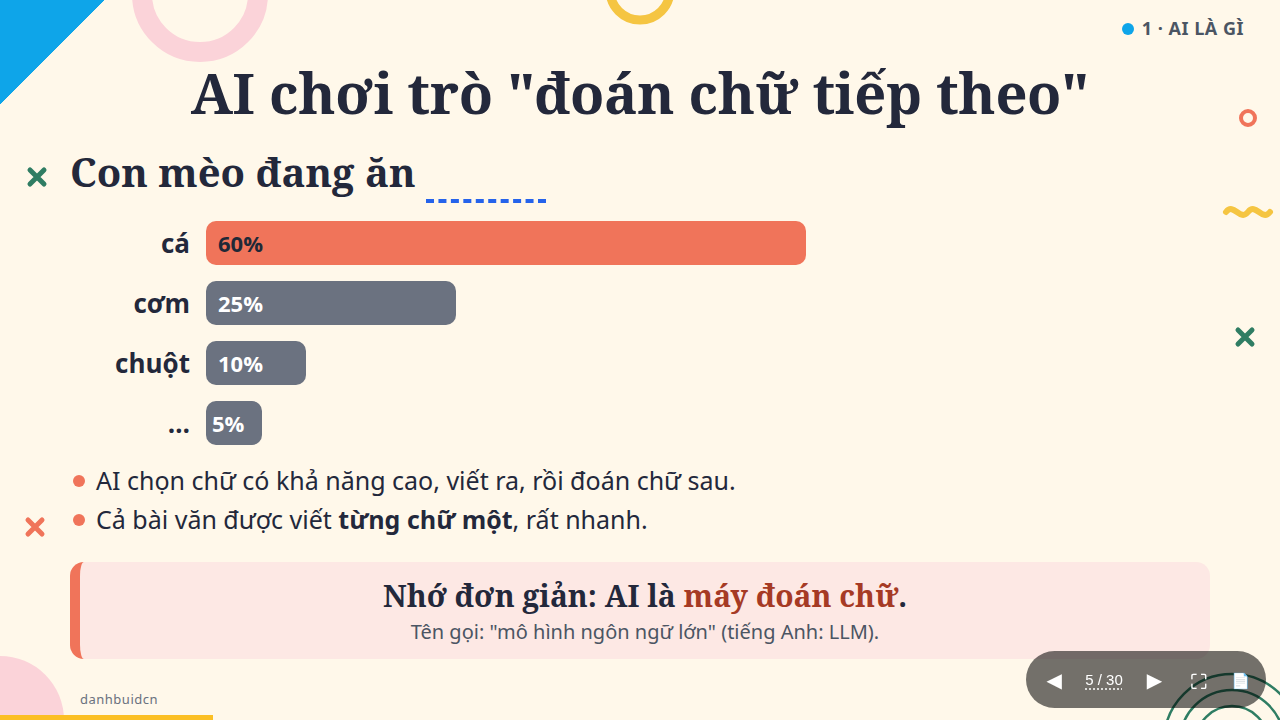 1 · AI LÀ GÌ
AI chơi trò "đoán chữ tiếp theo"
Con mèo đang ăn
cá 60%
cơm 25%
chuột 10%
... 5%
AI chọn chữ có khả năng cao, viết ra, rồi đoán chữ sau.
Cả bài văn được viết từng chữ một, rất nhanh.
Nhớ đơn giản: AI là máy đoán chữ.
Tên gọi: "mô hình ngôn ngữ lớn" (tiếng Anh: LLM).
danhbuidcn
5 / 30